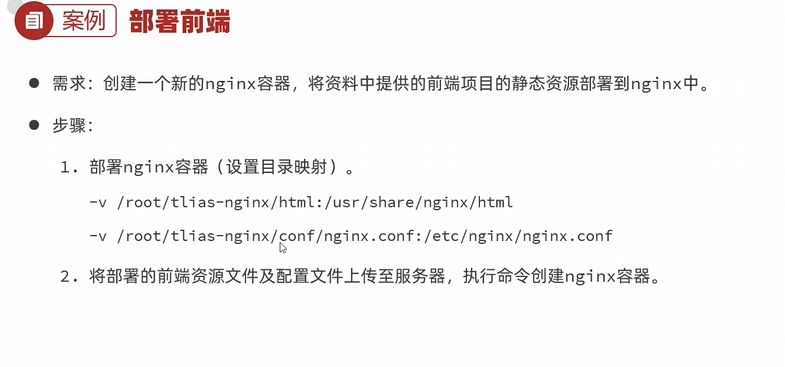 案例 部署前端
需求：创建一个新的nginx容器，将资料中提供的前端项目的静态资源部署到nginx中。
步骤：
1. 部署nginx容器（设置目录映射）。
-v /root/tlias-nginx/html:/usr/share/nginx/html
-v /root/tlias-nginx/conf/nginx.conf:/etc/nginx/nginx.conf
2. 将部署的前端资源文件及配置文件上传至服务器，执行命令创建nginx容器。